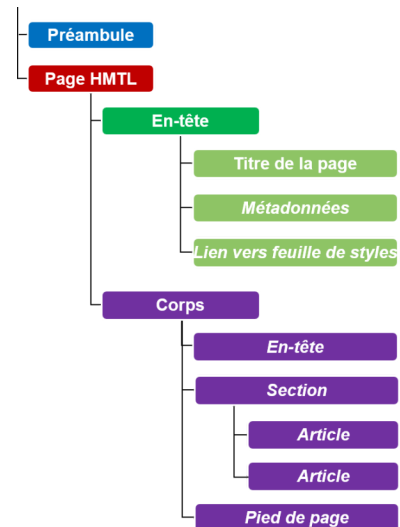 Préambule
Page HMTL
En-tête
Titre de la page
Métadonnées
Lien vers feuille de styles
Corps
En-tête
Section
Article
Article
Pied de page